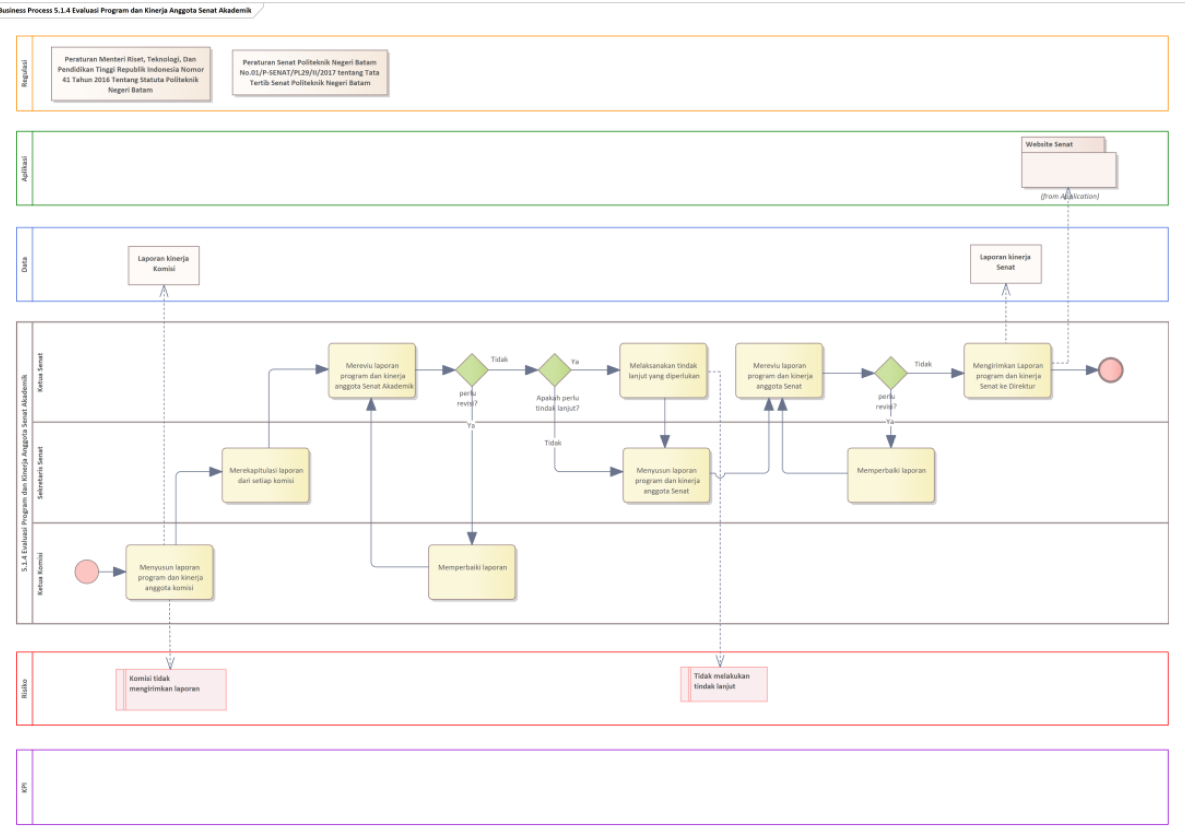 Business Process 5.1.4 Evaluasi Program dan Kinerja Anggota Senat Akademik
Regulasi
Peraturan Menteri Riset, Teknologi, Dan
Pendidikan Tinggi Republik Indonesia Nomor
41 Tahun 2016 Tentang Statuta Politeknik
Negeri Batam
Peraturan Senat Politeknik Negeri Batam
No.01/P-SENAT/PL29/II/2017 tentang Tata
Tertib Senat Politeknik Negeri Batam
Aplikasi
Website Senat
(from Application)
Data
Laporan kinerja
Komisi
Laporan kinerja
Senat
5.1.4 Evaluasi Program dan Kinerja Anggota Senat Akademik
Ketua Senat
Mereviu laporan
program dan kinerja
anggota Senat Akademik
Tidak
perlu
revisi?
Ya
Ya
Apakah perlu
tindak lanjut?
Tidak
Melaksanakan tindak
lanjut yang diperlukan
Mereviu laporan
program dan kinerja
anggota Senat
Tidak
perlu
revisi?
Ya
Mengirimkan Laporan
program dan kinerja
Senat ke Direktur
Sekretaris Senat
Merekapitulasi laporan
dari setiap komisi
Menyusun laporan
program dan kinerja
anggota Senat
Memperbaiki laporan
Ketua Komisi
Menyusun laporan
program dan kinerja
anggota komisi
Memperbaiki laporan
Risiko
Komisi tidak
mengirimkan laporan
Tidak melakukan
tindak lanjut
KPI